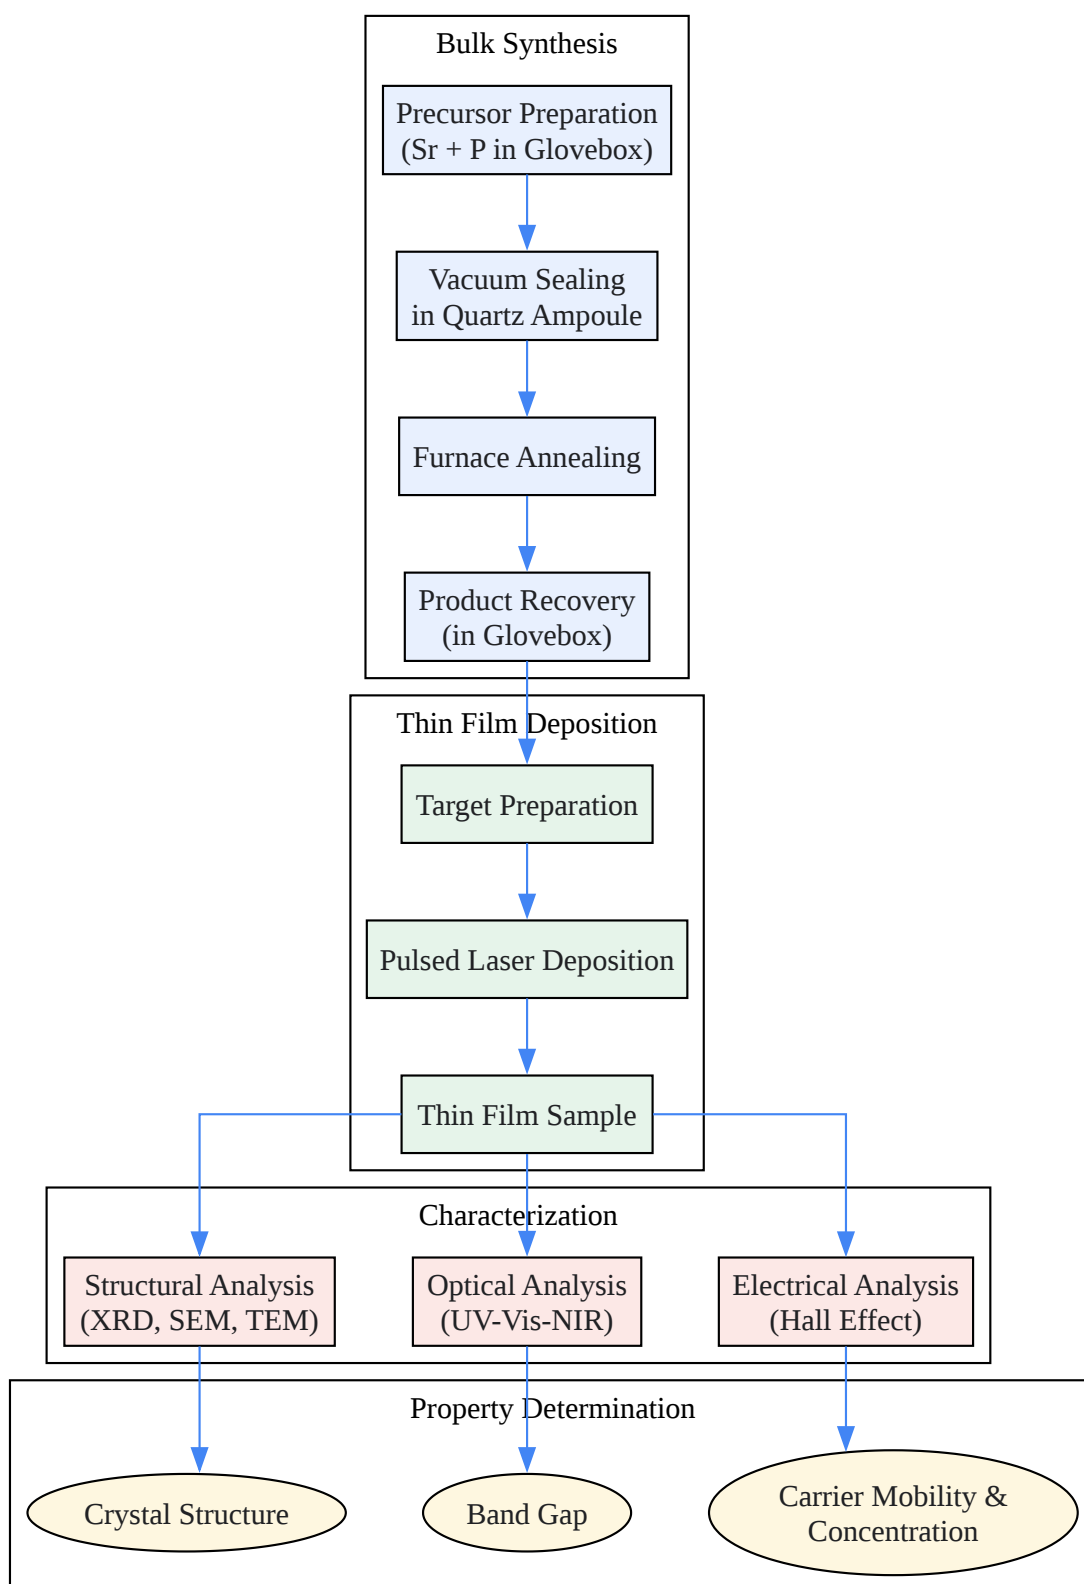 Bulk Synthesis
Precursor Preparation
(Sr + P in Glovebox)
Vacuum Sealing
in Quartz Ampoule
Furnace Annealing
Product Recovery
(in Glovebox)
Thin Film Deposition
Target Preparation
Pulsed Laser Deposition
Thin Film Sample
Characterization
Structural Analysis
(XRD, SEM, TEM)
Optical Analysis
(UV-Vis-NIR)
Electrical Analysis
(Hall Effect)
Property Determination
Crystal Structure
Band Gap
Carrier Mobility &
Concentration